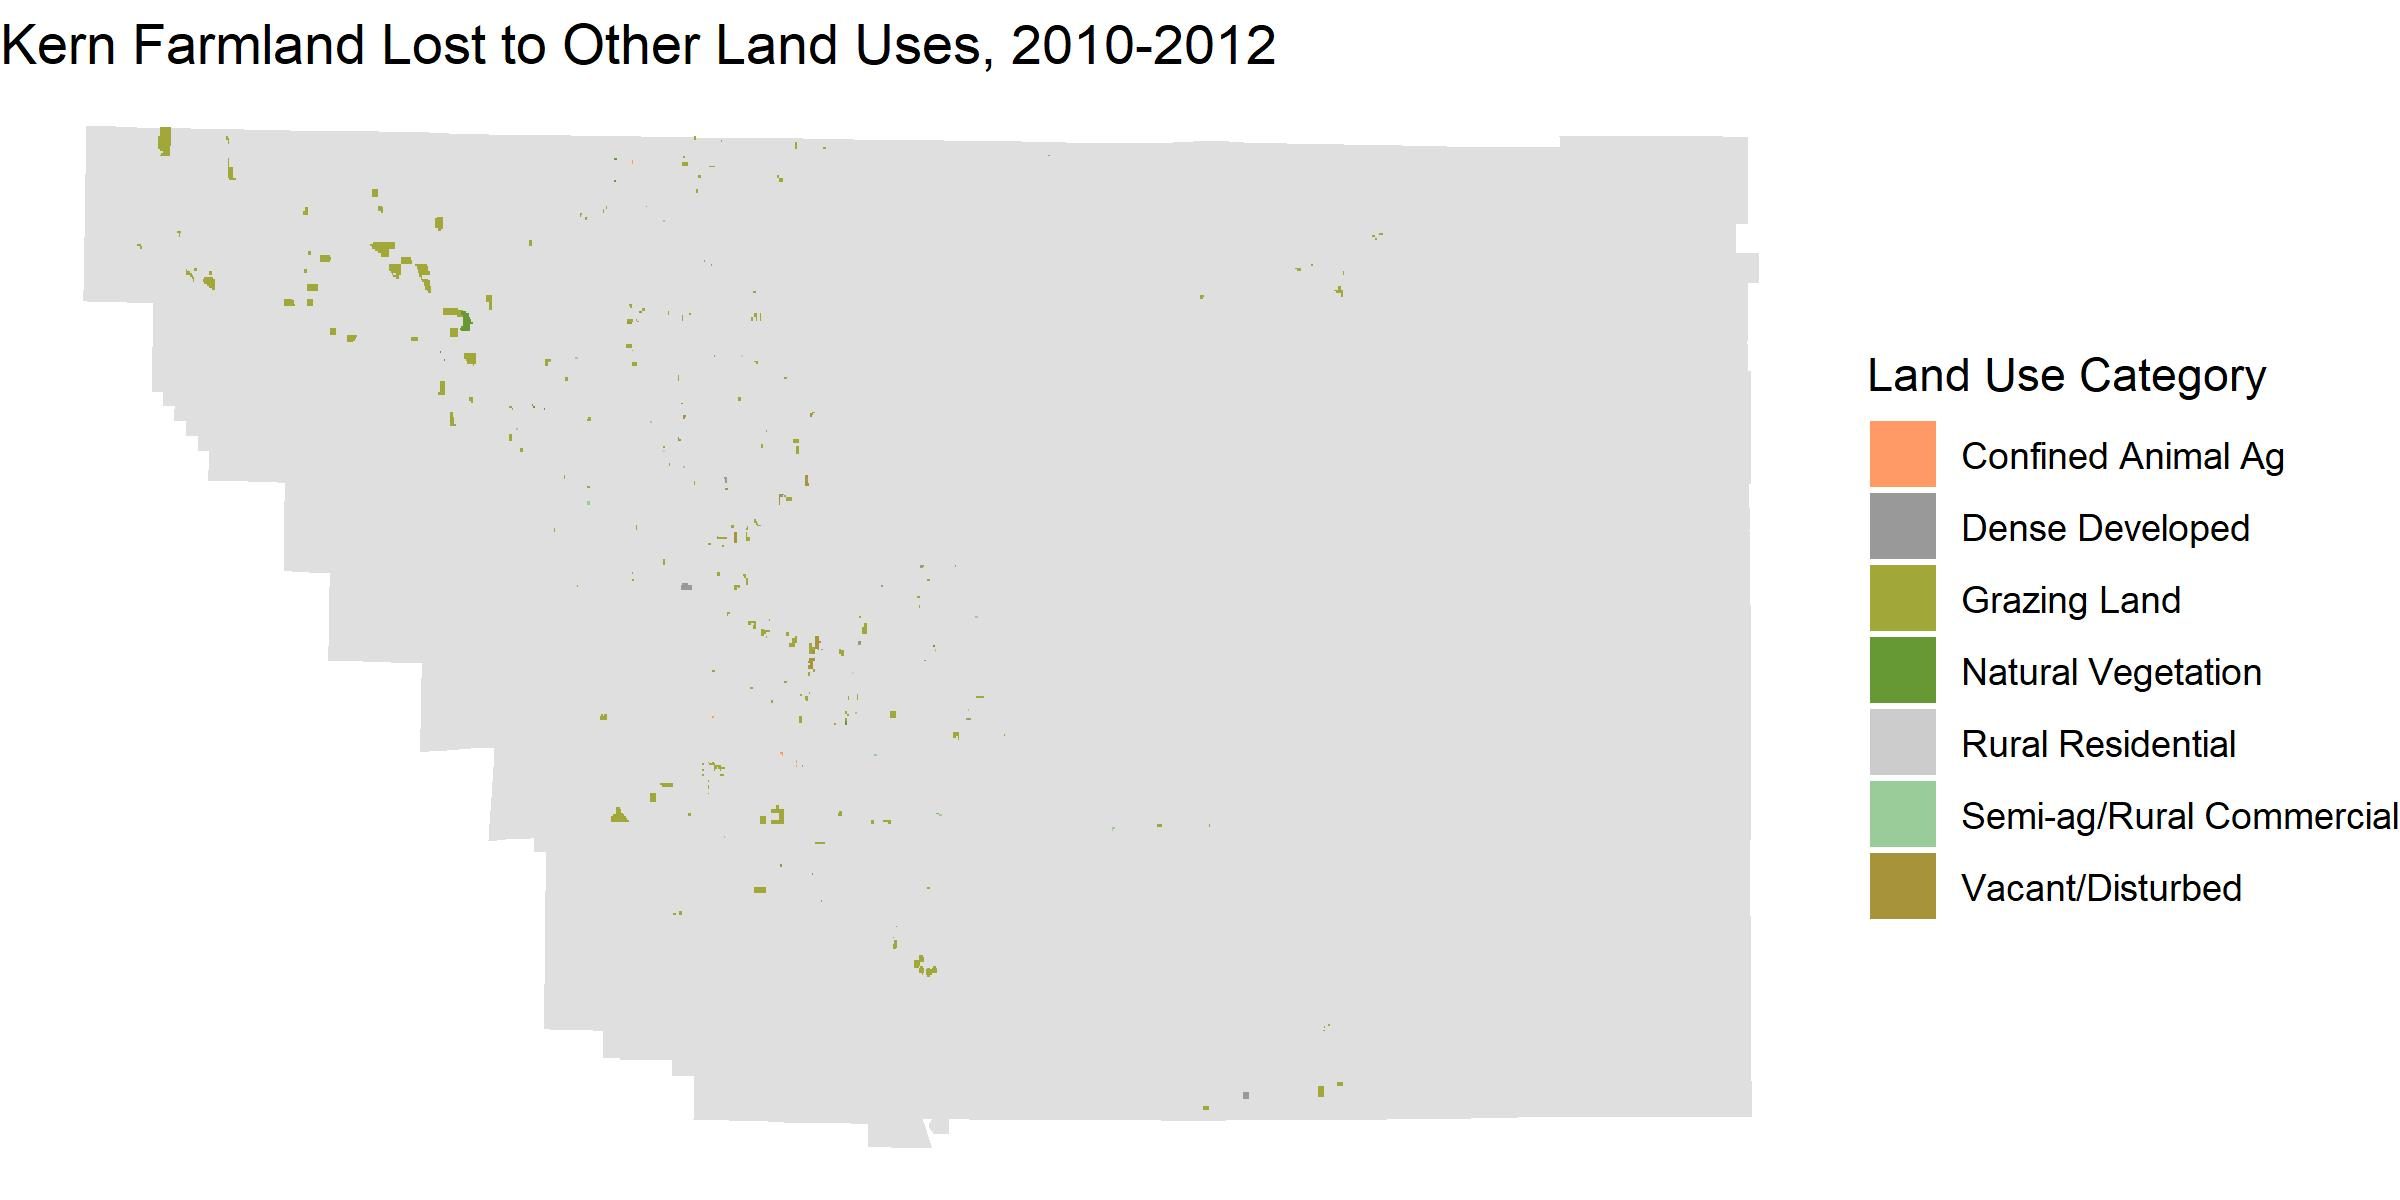 Kern Farmland Lost to Other Land Uses, 2010-2012
Land Use Category
Confined Animal Ag
Dense Developed
Grazing Land
Natural Vegetation
Rural Residential
Semi-ag/Rural Commercial
Vacant/Disturbed